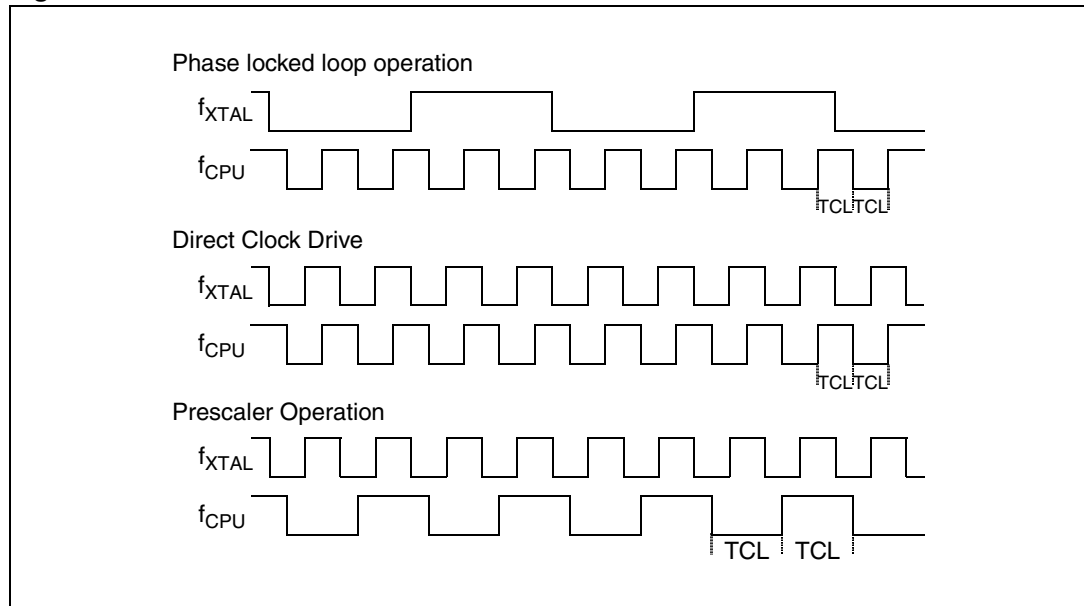 Phase locked loop operation
fXTAL
fCPU
TCL TCL
Direct Clock Drive
fXTAL
fCPU
TCL TCL
Prescaler Operation
fXTAL
fCPU
TCL TCL